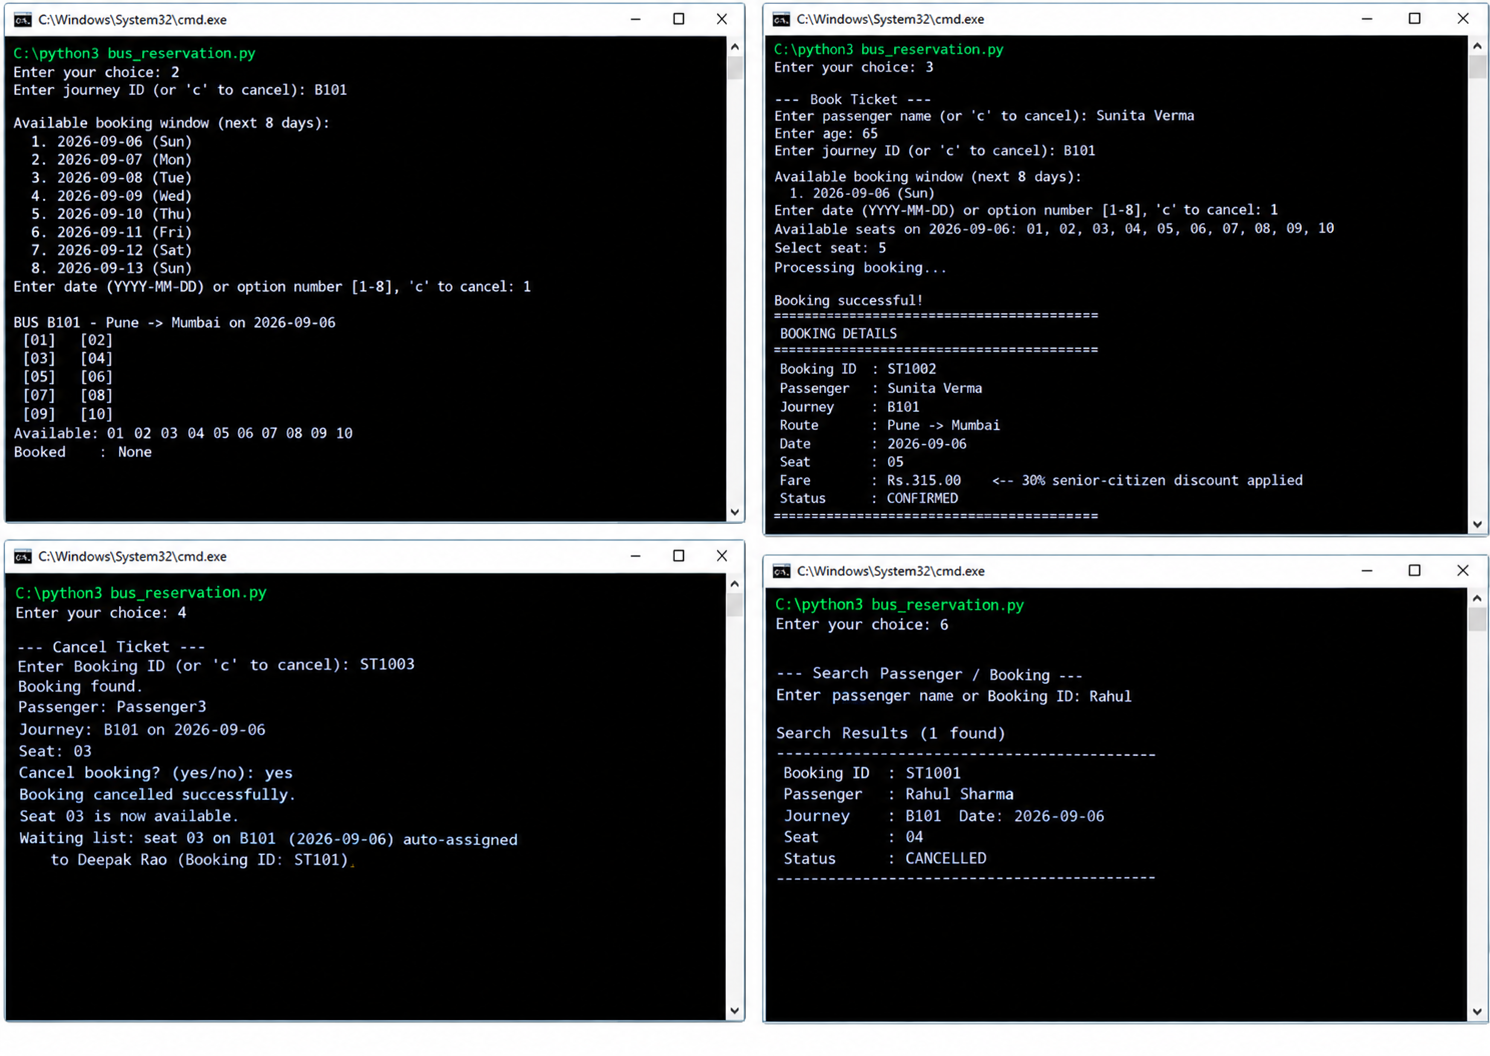 C:\Windows\System32\cmd.exe
C:\python3 bus_reservation.py
Enter your choice: 2
Enter journey ID (or 'c' to cancel): B101
Available booking window (next 8 days):
1. 2026-09-06 (Sun)
2. 2026-09-07 (Mon)
3. 2026-09-08 (Tue)
4. 2026-09-09 (Wed)
5. 2026-09-10 (Thu)
6. 2026-09-11 (Fri)
7. 2026-09-12 (Sat)
8. 2026-09-13 (Sun)
Enter date (YYYY-MM-DD) or option number [1-8], 'c' to cancel: 1
BUS B101 - Pune -> Mumbai on 2026-09-06
[01] [02]
[03] [04]
[05] [06]
[07] [08]
[09] [10]
Available: 01 02 03 04 05 06 07 08 09 10
Booked : None
C:\Windows\System32\cmd.exe
C:\python3 bus_reservation.py
Enter your choice: 3
--- Book Ticket ---
Enter passenger name (or 'c' to cancel): Sunita Verma
Enter age: 65
Enter journey ID (or 'c' to cancel): B101
Available booking window (next 8 days):
1. 2026-09-06 (Sun)
Enter date (YYYY-MM-DD) or option number [1-8], 'c' to cancel: 1
Available seats on 2026-09-06: 01, 02, 03, 04, 05, 06, 07, 08, 09, 10
Select seat: 5
Processing booking...
Booking successful!
========================================
BOOKING DETAILS
========================================
Booking ID : ST1002
Passenger : Sunita Verma
Journey : B101
Route : Pune -> Mumbai
Date : 2026-09-06
Seat : 05
Fare : Rs.315.00 <-- 30% senior-citizen discount applied
Status : CONFIRMED
========================================
C:\Windows\System32\cmd.exe
C:\python3 bus_reservation.py
Enter your choice: 4
--- Cancel Ticket ---
Enter Booking ID (or 'c' to cancel): ST1003
Booking found.
Passenger: Passenger3
Journey: B101 on 2026-09-06
Seat: 03
Cancel booking? (yes/no): yes
Booking cancelled successfully.
Seat 03 is now available.
Waiting list: seat 03 on B101 (2026-09-06) auto-assigned
to Deepak Rao (Booking ID: ST101).
C:\Windows\System32\cmd.exe
C:\python3 bus_reservation.py
Enter your choice: 6
--- Search Passenger / Booking ---
Enter passenger name or Booking ID: Rahul
Search Results (1 found)
--------------------------------------------
Booking ID : ST1001
Passenger : Rahul Sharma
Journey : B101 Date: 2026-09-06
Seat : 04
Status : CANCELLED
--------------------------------------------